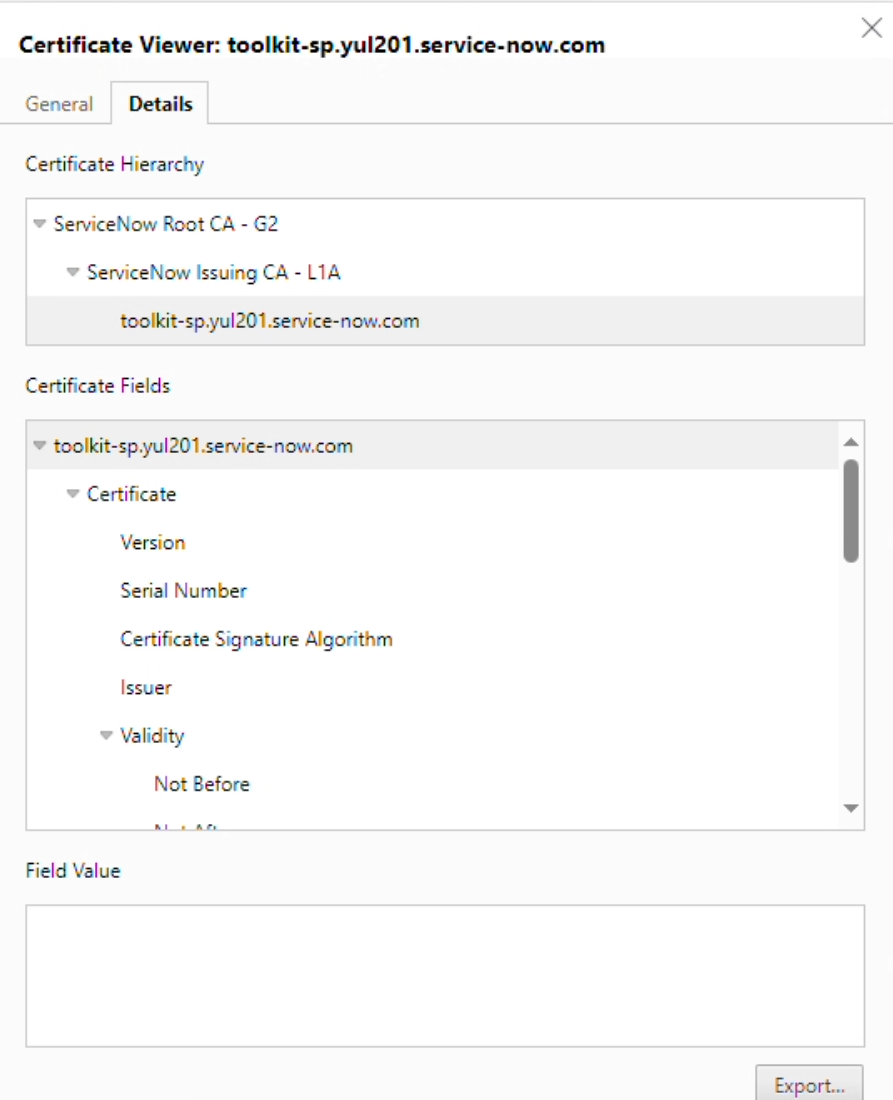 Certificate Viewer: toolkit-sp.yul201.service-now.com
General Details
Certificate Hierarchy
ServiceNow Root CA - G2
ServiceNow Issuing CA - L1A
toolkit-sp.yul201.service-now.com
Certificate Fields
toolkit-sp.yul201.service-now.com
Certificate
Version
Serial Number
Certificate Signature Algorithm
Issuer
Validity
Not Before
Field Value
Export...